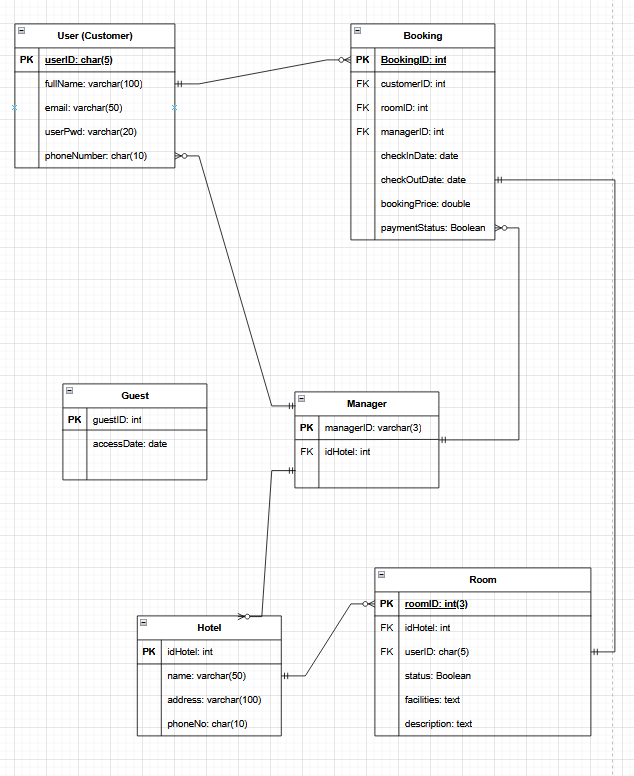 User (Customer)
PK userID: char(5)
fullName: varchar(100)
email: varchar(50)
userPwd: varchar(20)
phoneNumber: char(10)
Booking
PK BookingID: int
FK customerID: int
FK roomID: int
FK managerID: int
checkInDate: date
checkOutDate: date
bookingPrice: double
paymentStatus: Boolean
Guest
PK guestID: int
accessDate: date
Manager
PK managerID: varchar(3)
FK idHotel: int
Hotel
PK idHotel: int
name: varchar(50)
address: varchar(100)
phoneNo: char(10)
Room
PK roomID: int(3)
FK idHotel: int
FK userID: char(5)
status: Boolean
facilities: text
description: text